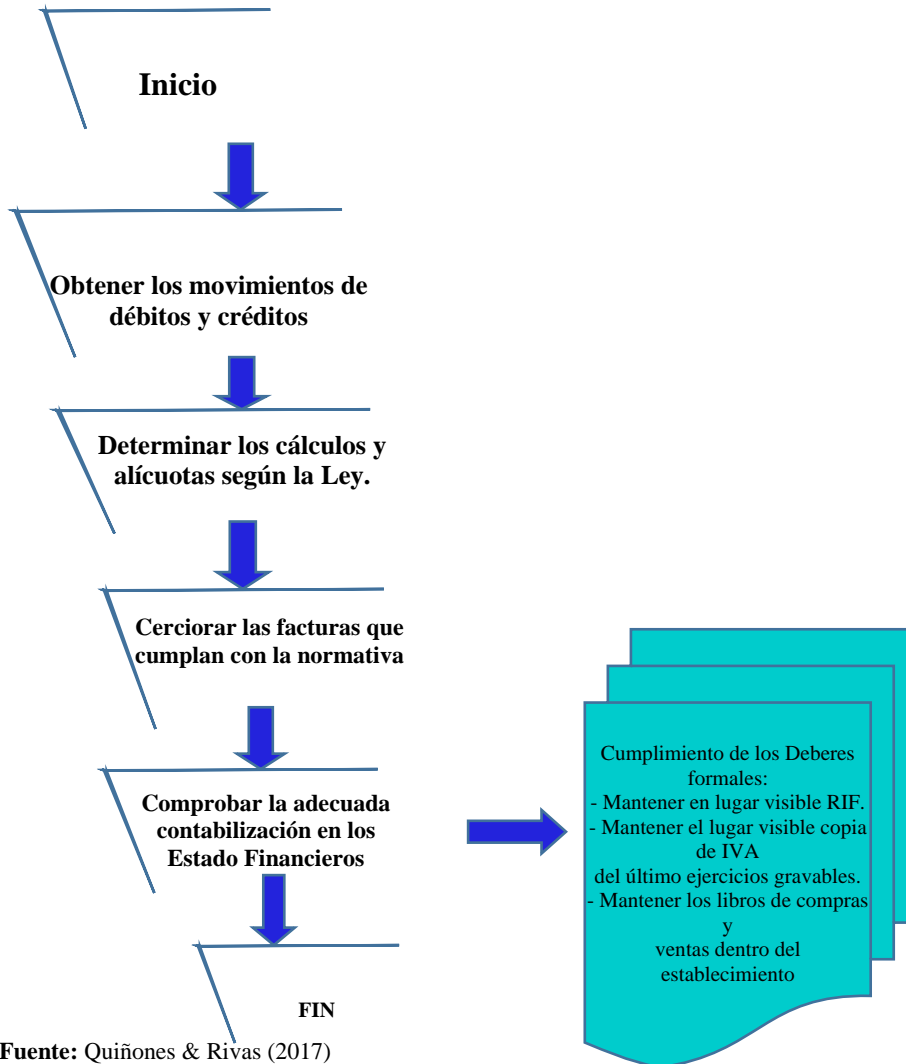 Inicio
Obtener los movimientos de
débitos y créditos
Determinar los cálculos y
alícuotas según la Ley.
Cerciorar las facturas que
cumplan con la normativa
Comprobar la adecuada
contabilización en los
Estado Financieros
Cumplimiento de los Deberes
formales:
- Mantener en lugar visible RIF.
- Mantener el lugar visible copia
de IVA
del último ejercicios gravables.
- Mantener los libros de compras
y
ventas dentro del
establecimiento
FIN
Fuente: Quiñones & Rivas (2017)